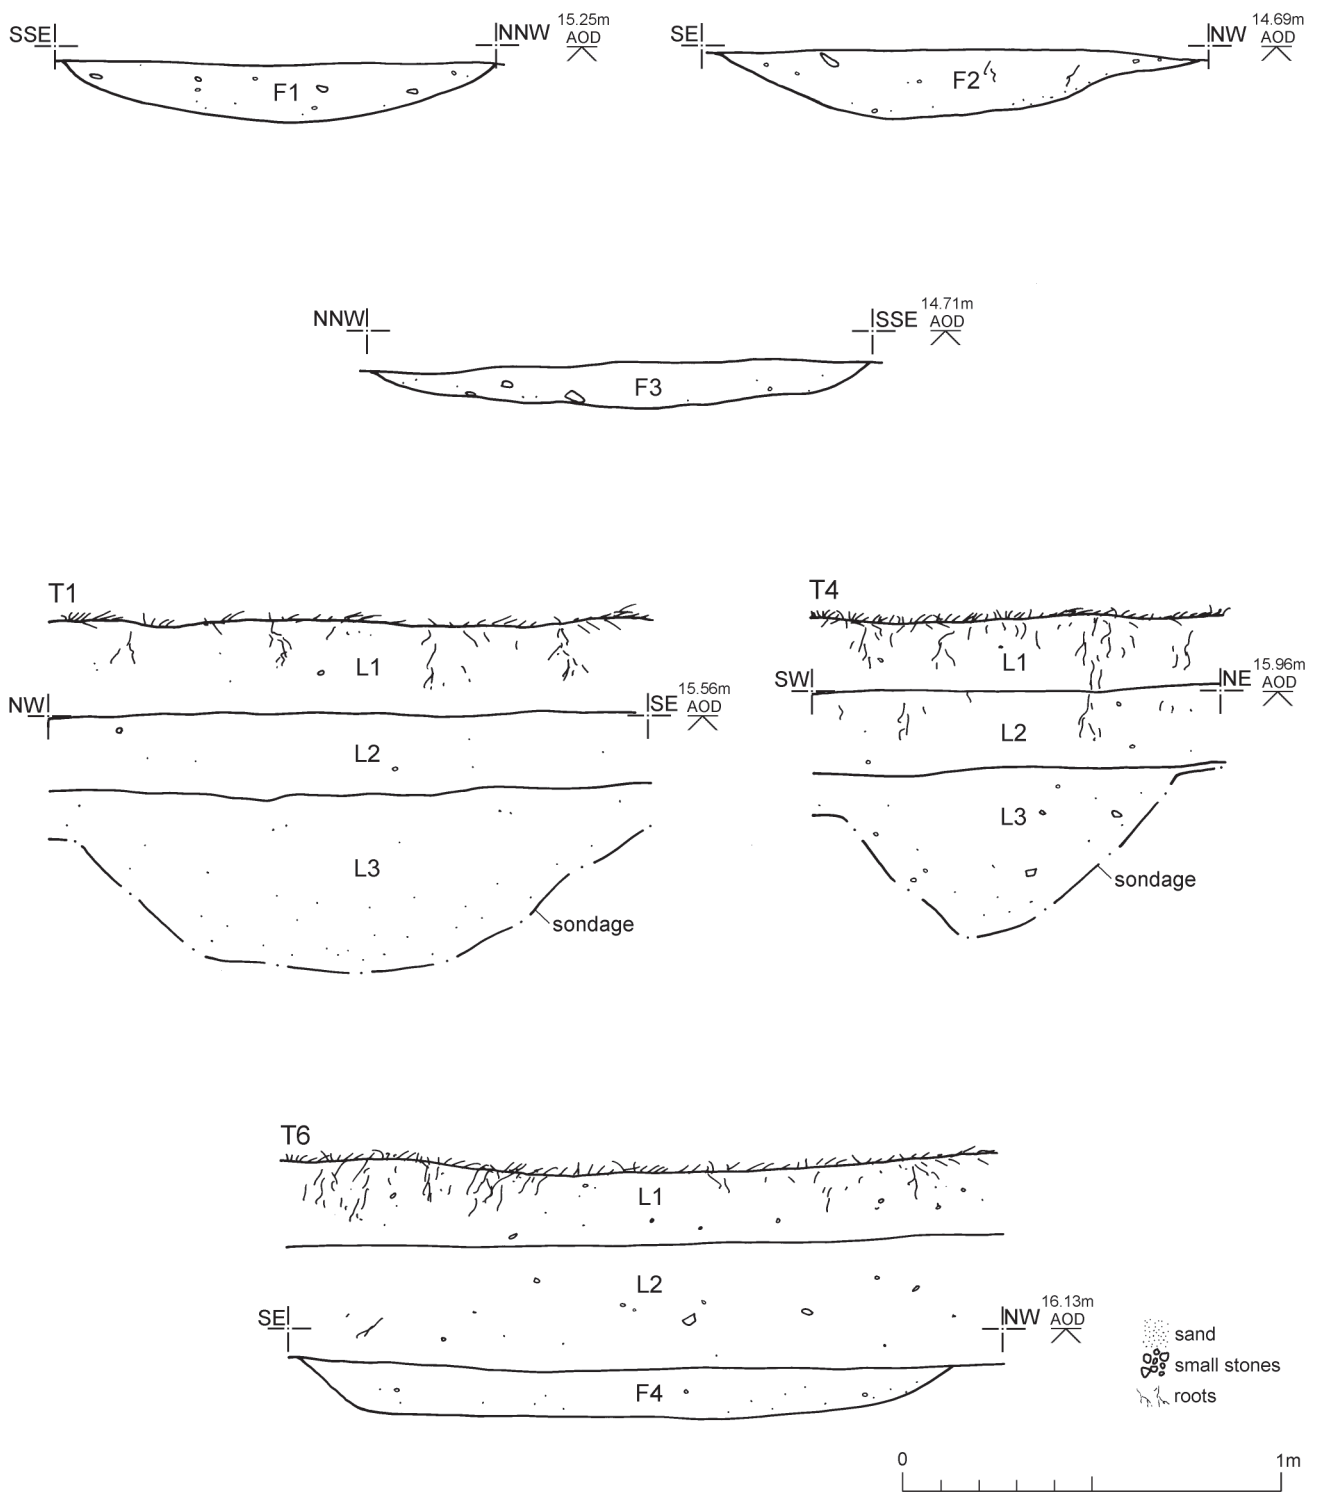 SSE
NNW
15.25m
AOD
F1
SE
NW
14.69m
AOD
F2
NNW
SSE
14.71m
AOD
F3
T1
L1
NW
SE
15.56m
AOD
L2
L3
sondage
T4
L1
SW
NE
15.96m
AOD
L2
L3
sondage
T6
L1
L2
SE
NW
16.13m
AOD
F4
sand
small stones
roots
0 1m